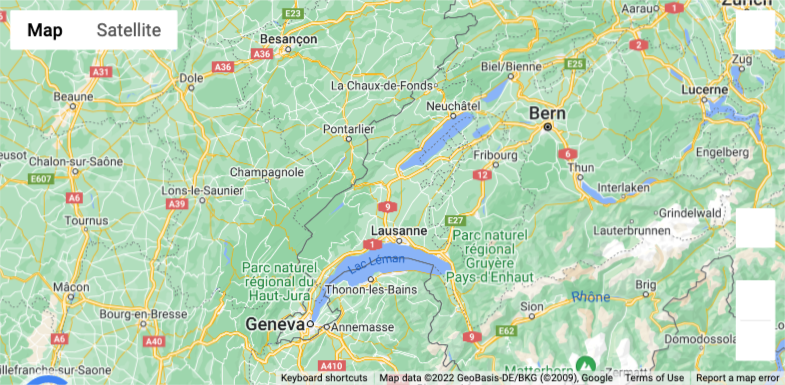 Zürich
E23
Aarau
1
Map
Satellite
Besançon
A36
A36
2
A31
Dole
Biel/Bienne
E25
Zug
La Chaux-de-Fonds
Lucerne
Beaune
Neuchâtel
Bern
Pontarlier
Chalon-sur-Saône
Fribourg
6
Engelberg
E607
Champagnole
12
Thun
Lons-le-Saunier
Interlaken
A6
A39
9
Tournus
E27
Grindelwald
Lausanne
Lauterbrunnen
1
Parc naturel
régional
Gruyère
Pays-d'Enhaut
Lac Léman
Parc naturel
régional du
Haut-Jura
Thonon-les-Bains
Mâcon
Brig
Rhône
Sion
Bourg-en-Bresse
Geneva
Annemasse
E62
A6
A40
9
Domodossola
A410
Matterhorn
Zermatt
Villefranche-sur-Saône
Keyboard shortcuts
Map data ©2022 GeoBasis-DE/BKG (©2009), Google
Terms of Use
Report a map error